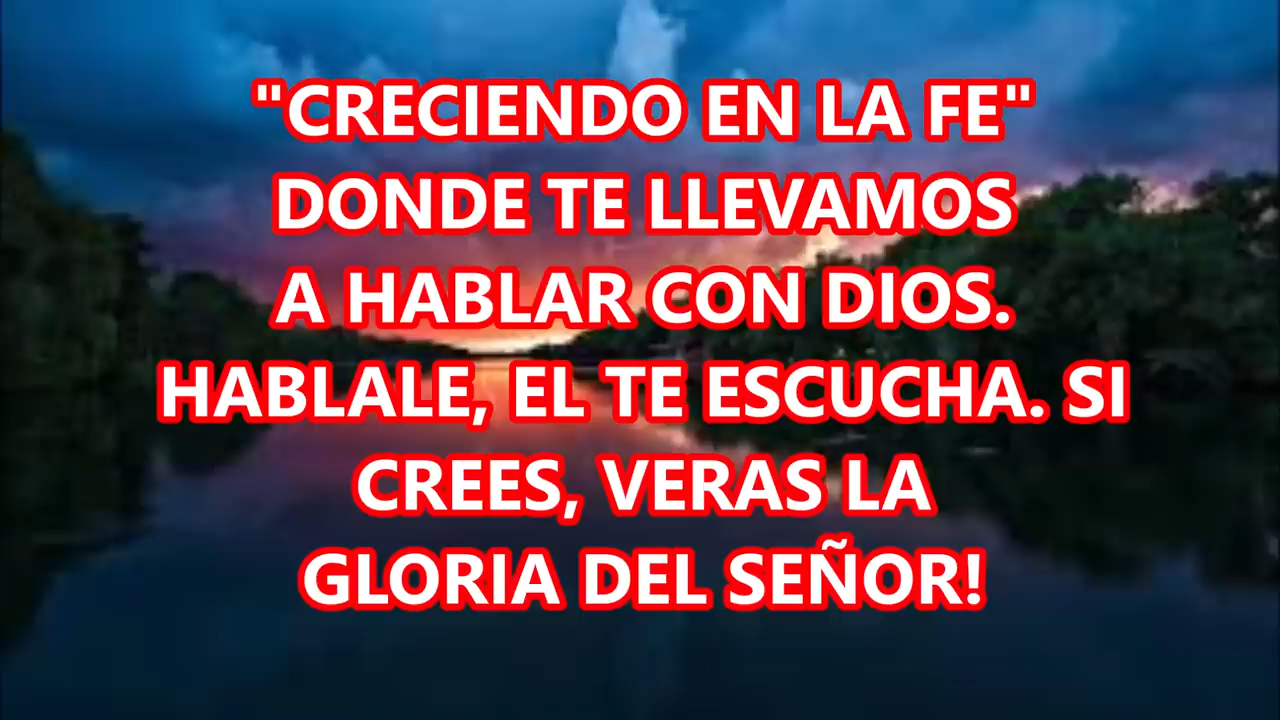 "CRECIENDO EN LA FE"
DONDE TE LLEVAMOS
A HABLAR CON DIOS.
HABLALE, EL TE ESCUCHA. SI
CREES, VERAS LA
GLORIA DEL SEÑOR!